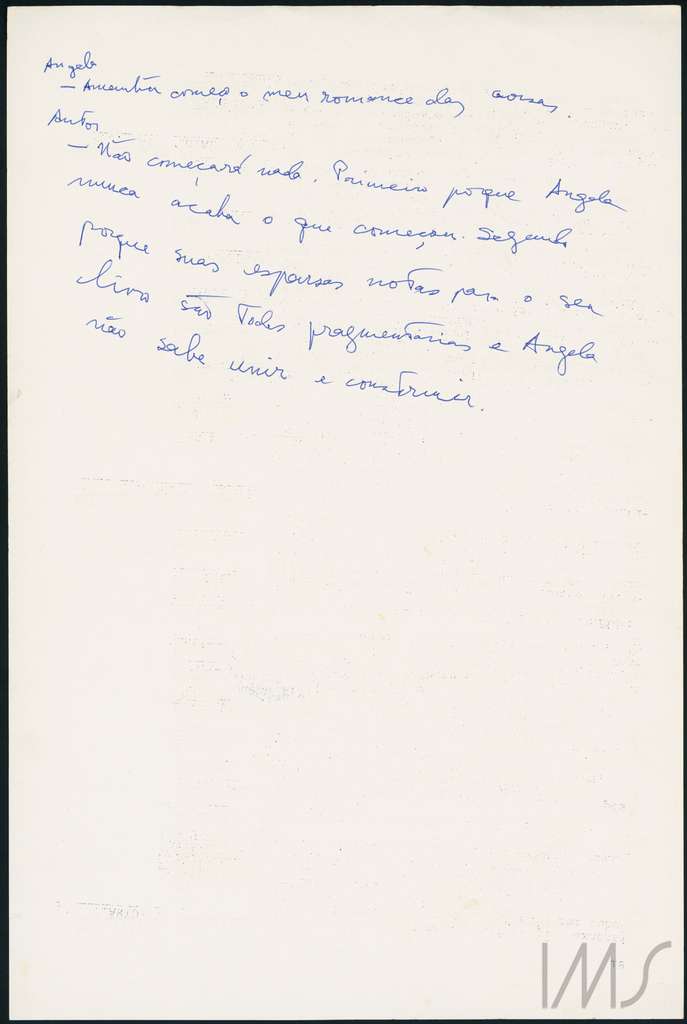 Angela
— Amanhã começo o meu romance das coisas.
Autor
— Não começará nada. Primeiro porque Angela
nunca acaba o que começou. Segundo
porque suas esparsas notas para o seu
livro são todas fragmentárias e Angela
não sabe unir e construir.
IMS